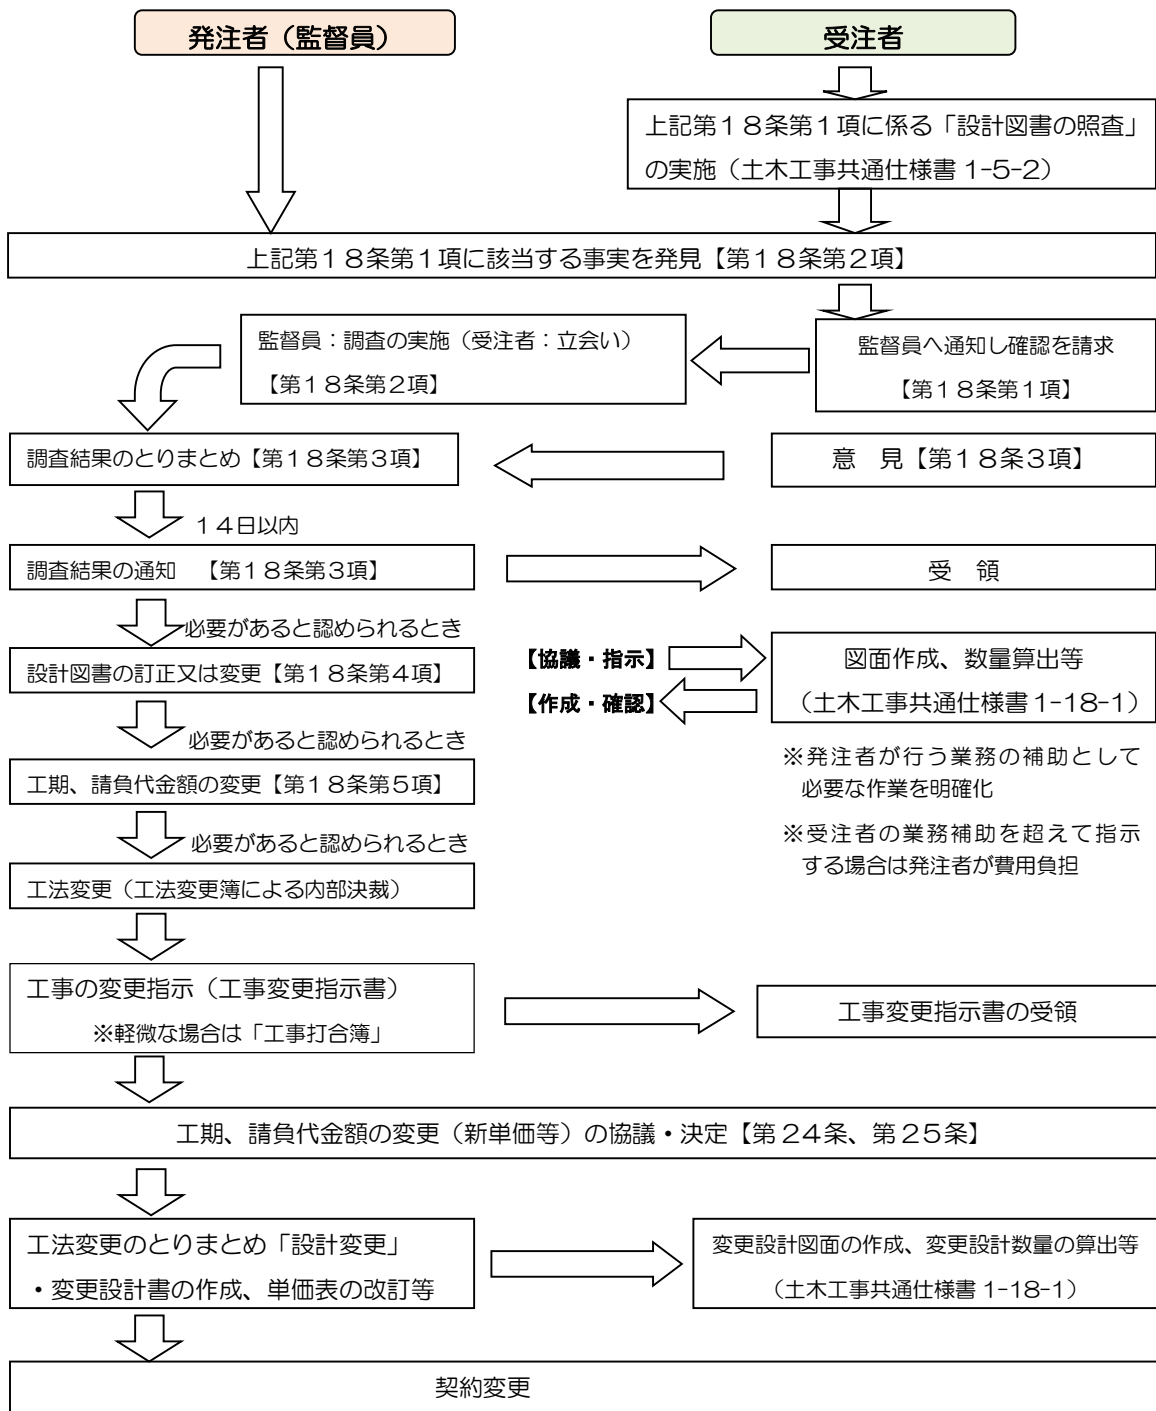 発注者（監督員）
受注者
上記第１８条第１項に係る「設計図書の照査」
の実施（土木工事共通仕様書 1-5-2）
上記第１８条第１項に該当する事実を発見【第１８条第２項】
監督員：調査の実施（受注者：立会い）
【第１８条第２項】
監督員へ通知し確認を請求
【第１８条第１項】
調査結果のとりまとめ【第１８条第３項】
意　見【第１８条３項】
１４日以内
調査結果の通知　【第１８条第３項】
受　領
必要があると認められるとき
設計図書の訂正又は変更【第１８条第４項】
【協議・指示】
【作成・確認】
図面作成、数量算出等
（土木工事共通仕様書 1-18-1）
必要があると認められるとき
工期、請負代金額の変更【第１８条第５項】
※発注者が行う業務の補助として
必要な作業を明確化
※受注者の業務補助を超えて指示
する場合は発注者が費用負担
必要があると認められるとき
工法変更（工法変更簿による内部決裁）
工事の変更指示（工事変更指示書）
※軽微な場合は「工事打合簿」
工事変更指示書の受領
工期、請負代金額の変更（新単価等）の協議・決定【第 24条、第 25条】
工法変更のとりまとめ「設計変更」
・変更設計書の作成、単価表の改訂等
変更設計図面の作成、変更設計数量の算出等
（土木工事共通仕様書 1-18-1）
契約変更